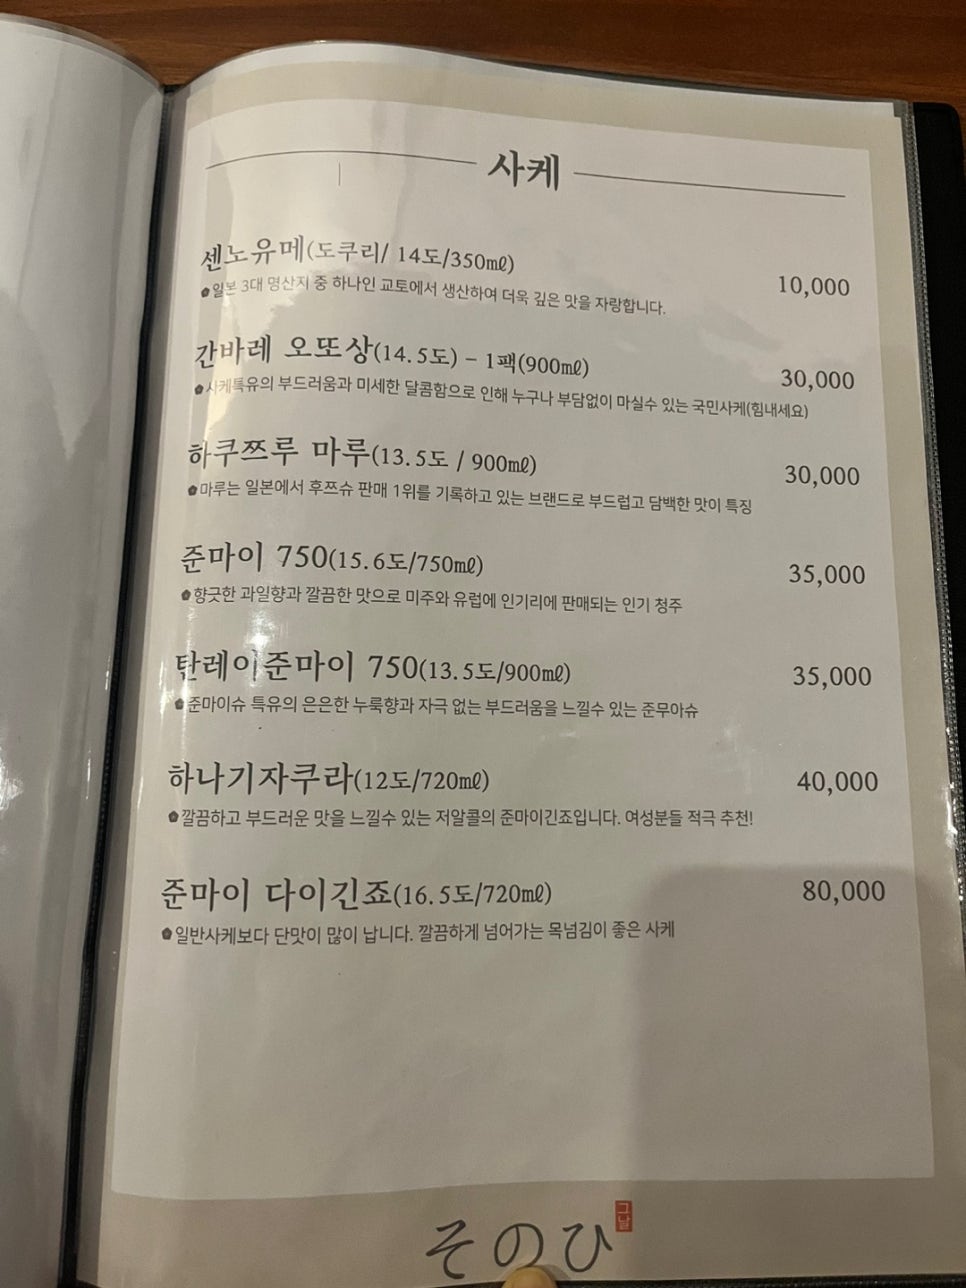 사케
센노유메(도쿠리/ 14도/350㎖)
10,000
일본 3대 명산지 중 하나인 교토에서 생산하여 더욱 깊은 맛을 자랑합니다.
간바레 오또상(14.5도) - 1팩(900㎖)
30,000
사케특유의 부드러움과 미세한 달콤함으로 인해 누구나 부담없이 마실수 있는 국민사케(힘내세요)
하쿠쯔루 마루(13.5도 / 900㎖)
30,000
마루는 일본에서 후쯔슈 판매 1위를 기록하고 있는 브랜드로 부드럽고 담백한 맛이 특징
준마이 750(15.6도/750㎖)
35,000
향긋한 과일향과 깔끔한 맛으로 미주와 유럽에 인기리에 판매되는 인기 청주
탄레이준마이 750(13.5도/900㎖)
35,000
준마이슈 특유의 은은한 누룩향과 자극 없는 부드러움을 느낄수 있는 준무아슈
하나기자쿠라(12도/720㎖)
40,000
깔끔하고 부드러운 맛을 느낄수 있는 저알콜의 준마이긴죠입니다. 여성분들 적극 추천!
준마이 다이긴죠(16.5도/720㎖)
80,000
일반사케보다 단맛이 많이 납니다. 깔끔하게 넘어가는 목넘김이 좋은 사케
そのひ
그날